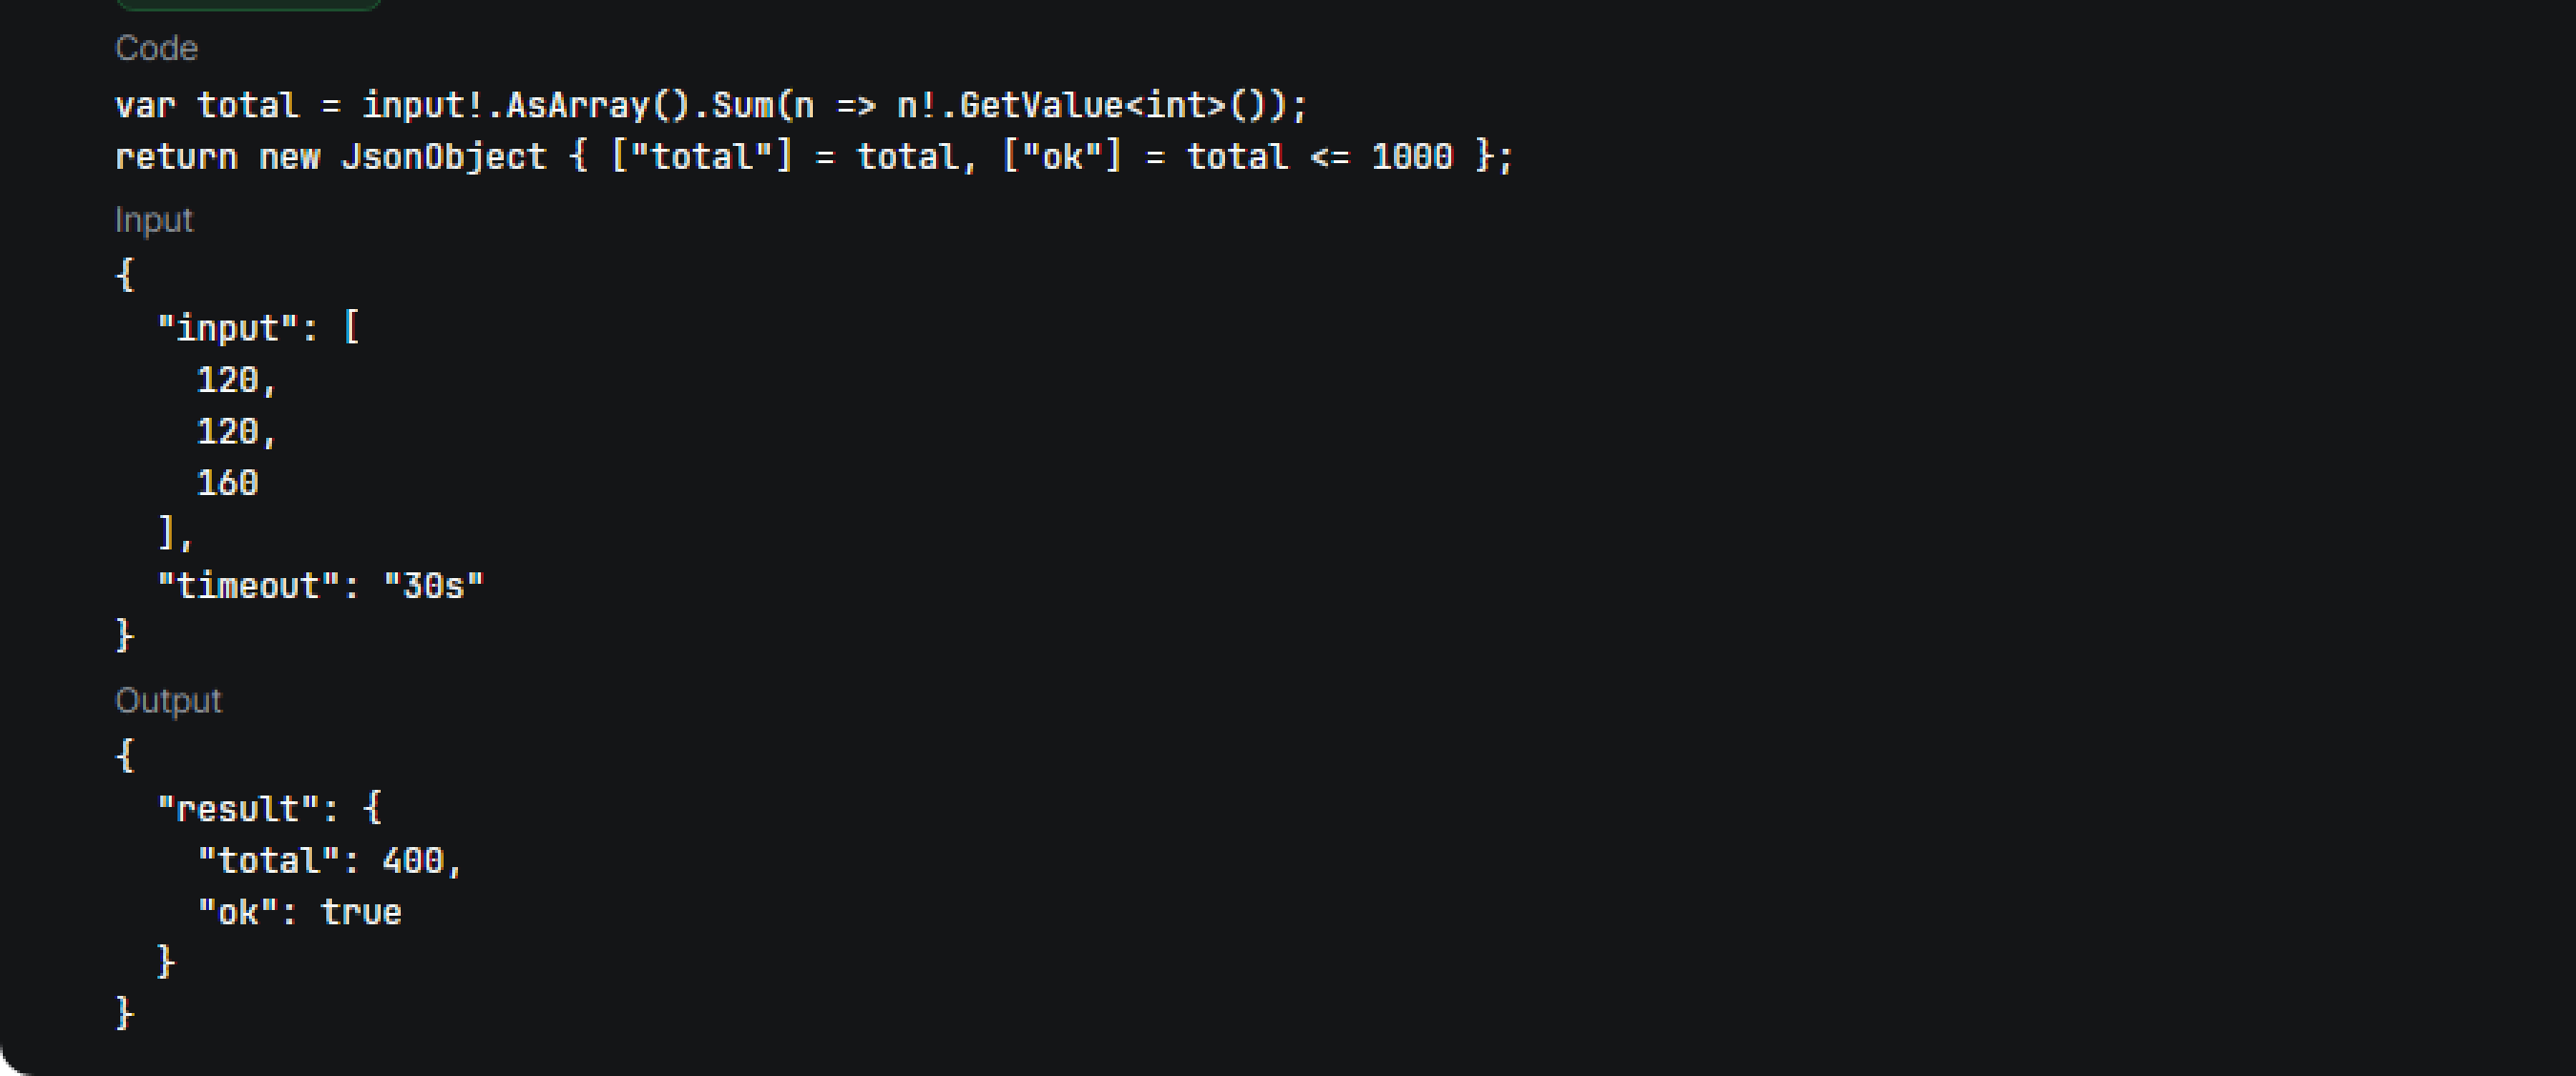 Code
var total = input!.AsArray().Sum(n => n!.GetValue<int>());
return new JsonObject { ["total"] = total, ["ok"] = total <= 1000 };
Input
{
  "input": [
    120,
    120,
    160
  ],
  "timeout": "30s"
}
Output
{
  "result": {
    "total": 400,
    "ok": true
  }
}